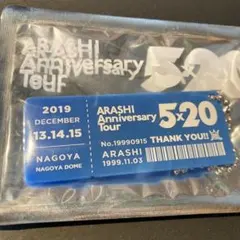 ARASHI
Anniversary
Tour
5×20
2019
DECEMBER
13.14.15
NAGOYA
NAGOYA DOME
ARASHI
Anniversary
Tour
5×20
No.19990915 THANK YOU!!
ARASHI
1999.11.03